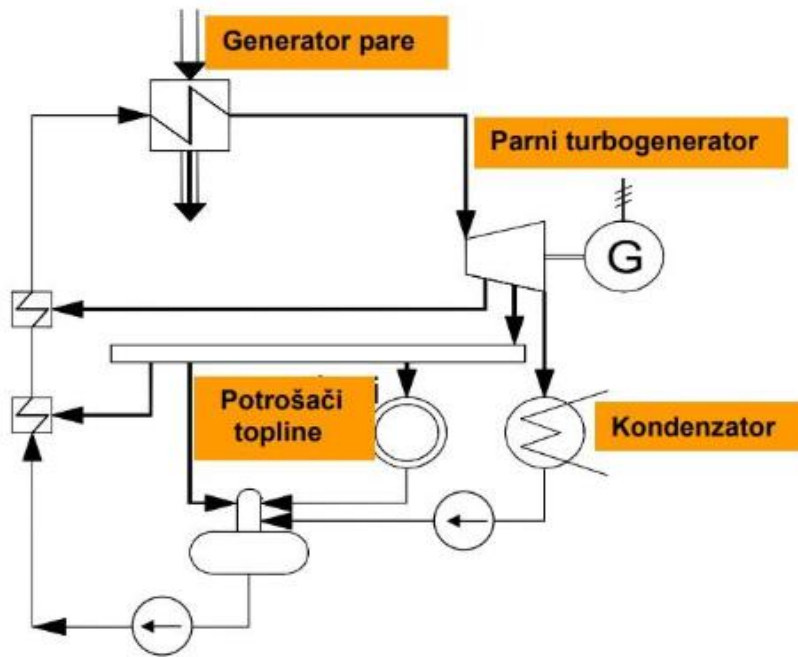 Generator pare
Parni turbogenerator
G
Potrošači
topline
Kondenzator